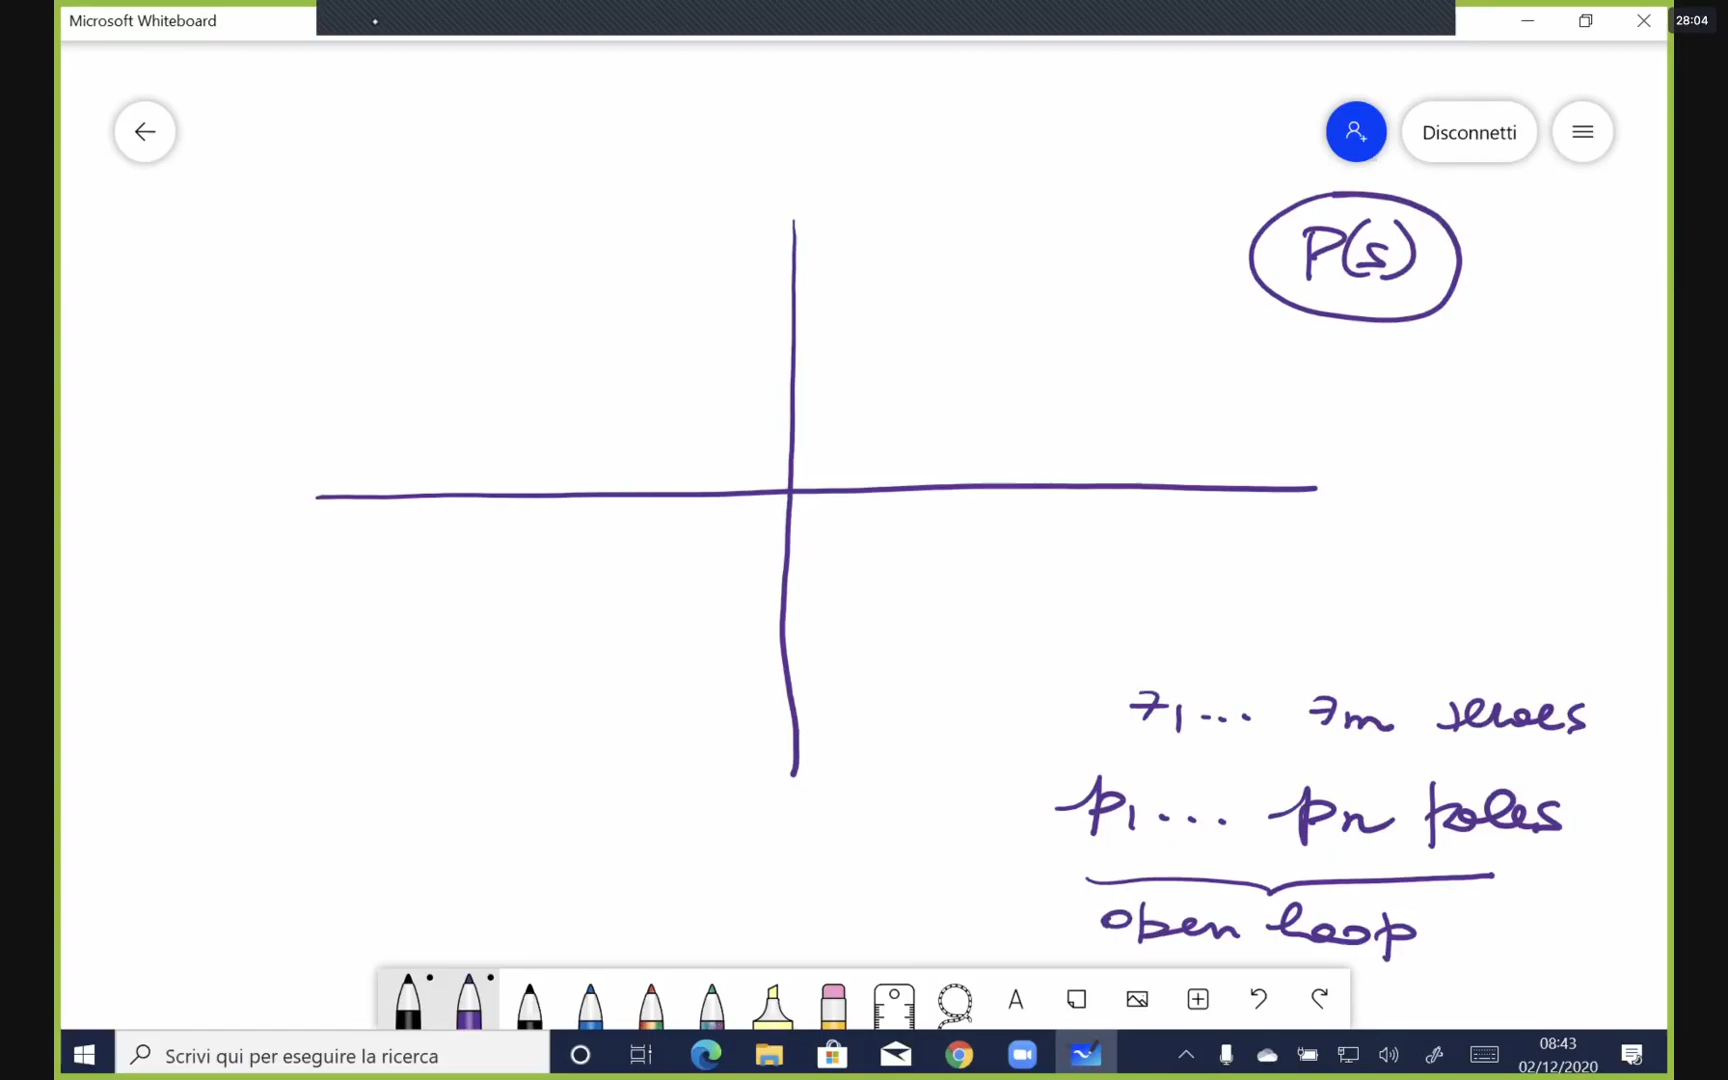 Microsoft Whiteboard
28:04
Disconnetti
P(s)
z1 ... zm zeroes
p1 ... pn poles
open loop
A
Scrivi qui per eseguire la ricerca
08:43
02/12/2020